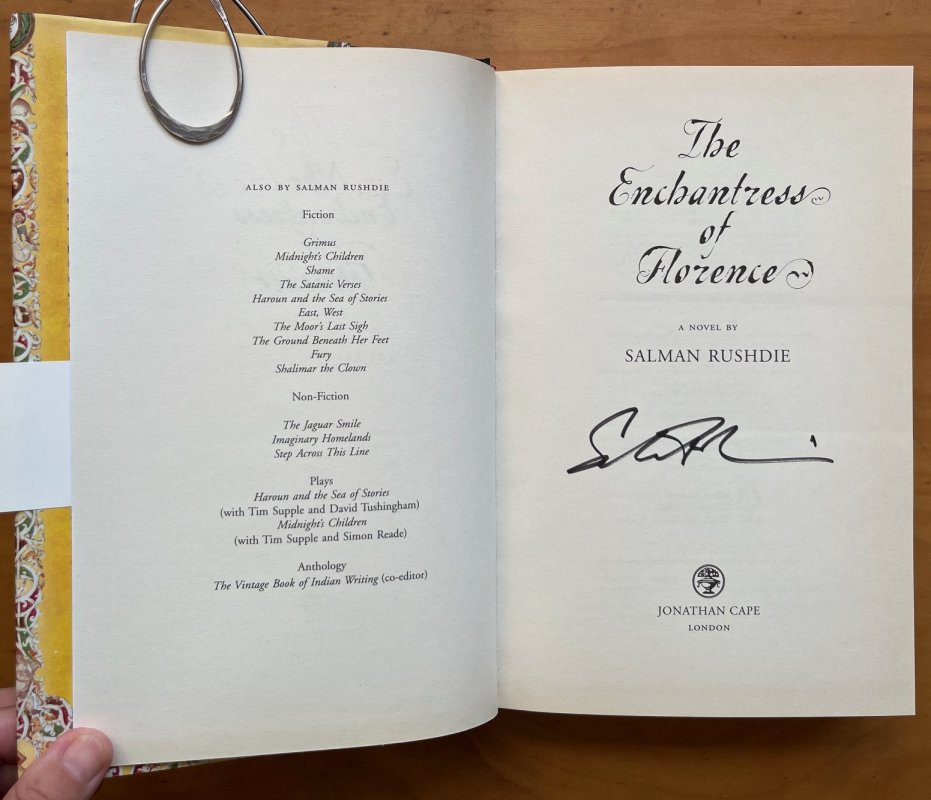 ALSO BY SALMAN RUSHDIE
Fiction
Grimus
Midnight's Children
Shame
The Satanic Verses
Haroun and the Sea of Stories
East, West
The Moor's Last Sigh
The Ground Beneath Her Feet
Fury
Shalimar the Clown
Non-Fiction
The Jaguar Smile
Imaginary Homelands
Step Across This Line
Plays
Haroun and the Sea of Stories
(with Tim Supple and David Tushingham)
Midnight's Children
(with Tim Supple and Simon Reade)
Anthology
The Vintage Book of Indian Writing (co-editor)
The
Enchantress
of
Florence
A NOVEL BY
SALMAN RUSHDIE
JONATHAN CAPE
LONDON